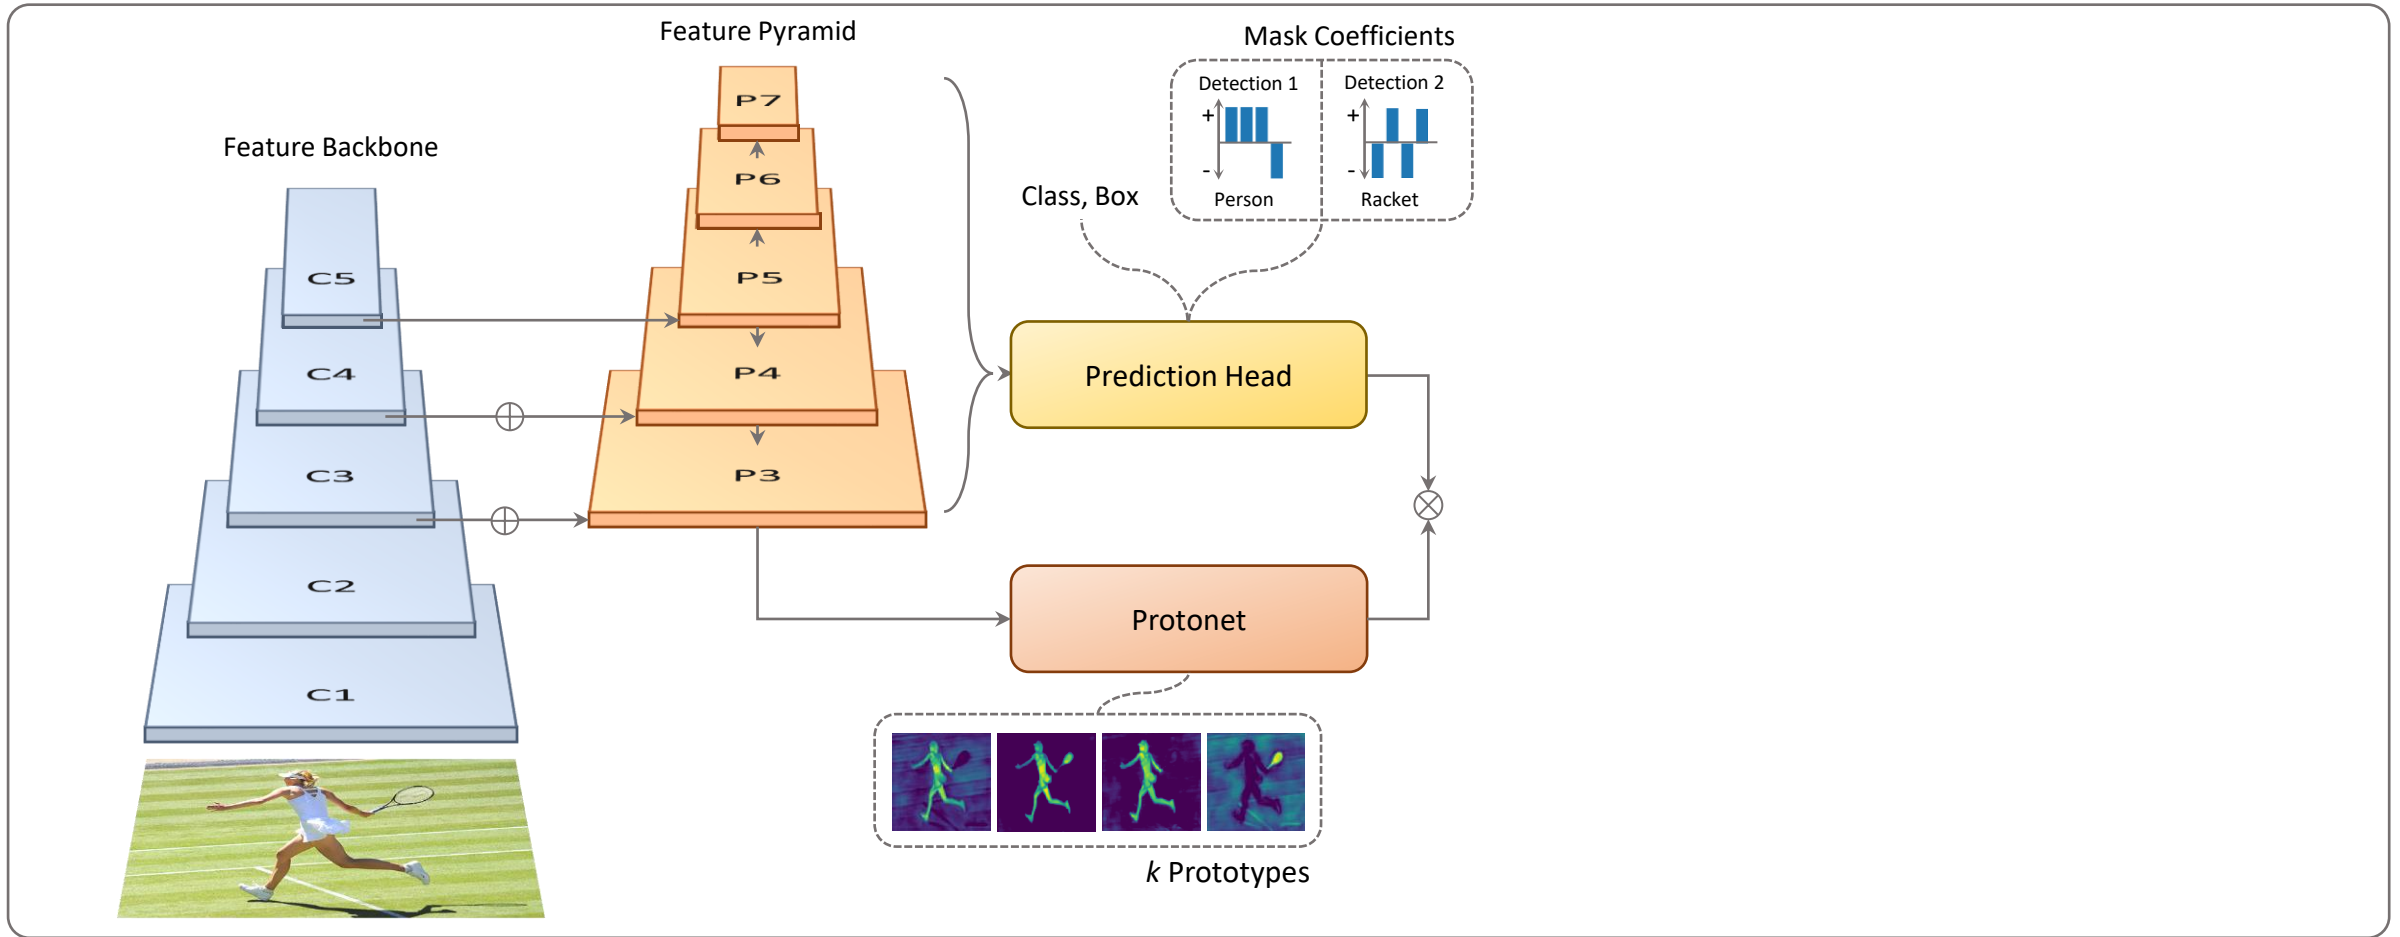 Feature Pyramid
Mask Coefficients
Detection 1
Detection 2
+
-
+
-
Person
Racket
Class, Box
Feature Backbone
P7
P6
P5
P4
P3
C5
C4
C3
C2
C1
Prediction Head
Protonet
k Prototypes